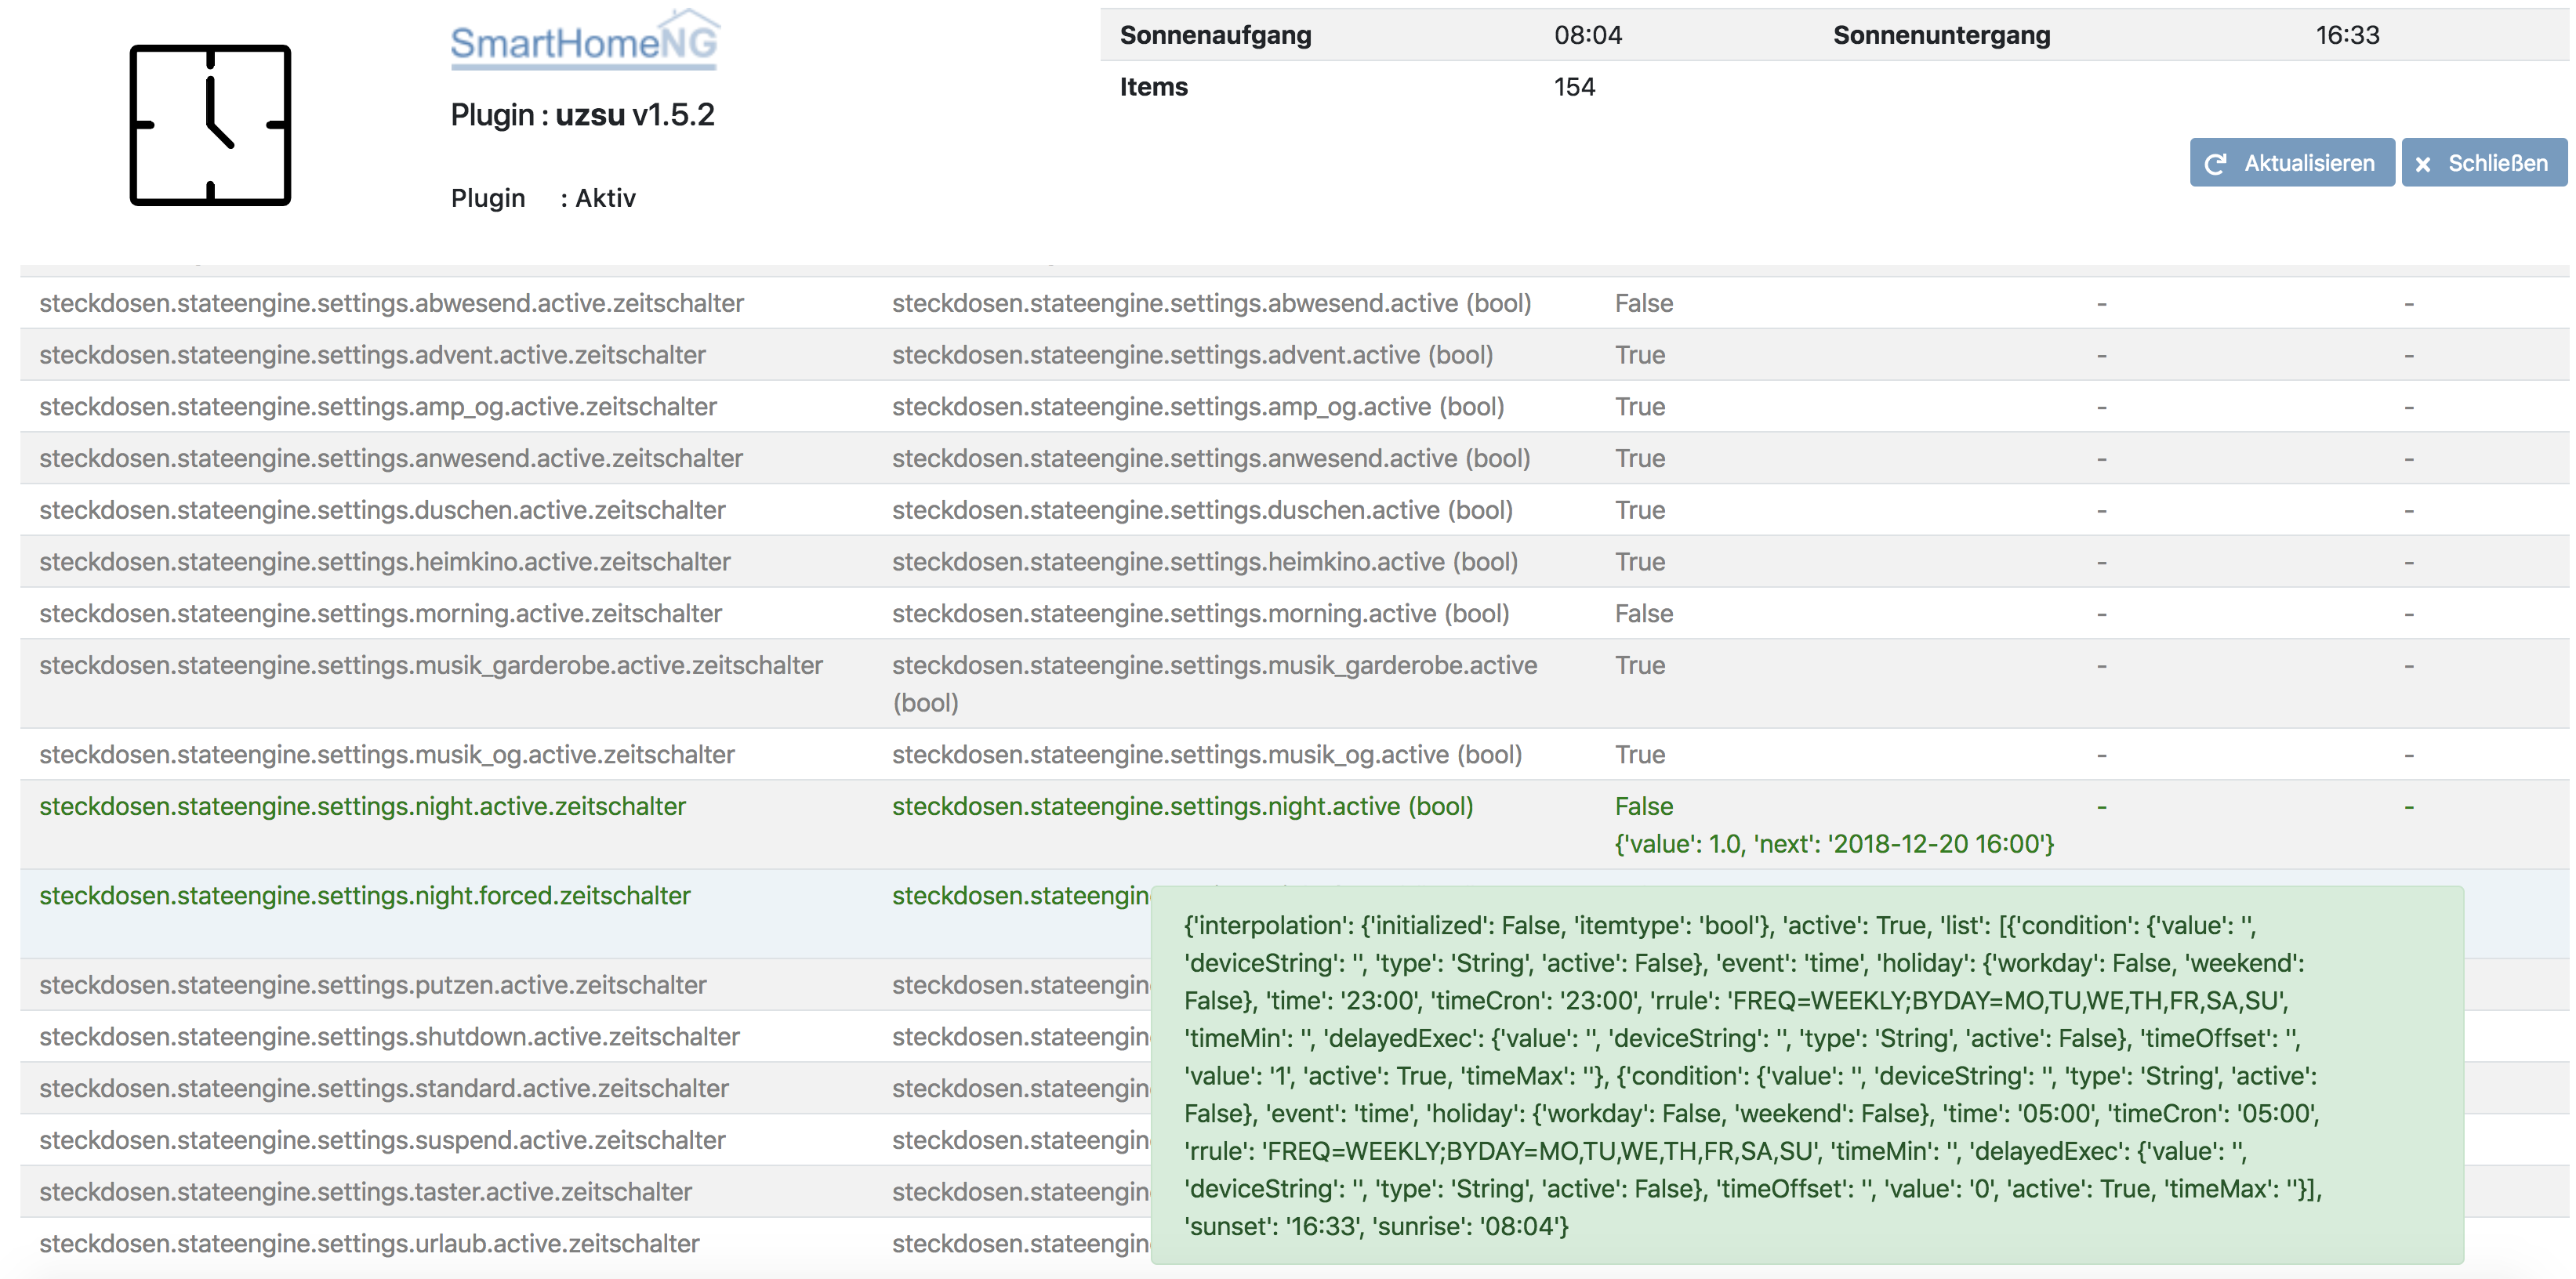 SmartHomeNG
Plugin : uzsu v1.5.2
Plugin : Aktiv
Sonnenaufgang 08:04 Sonnenuntergang 16:33
Items 154
Aktualisieren Schließen
steckdosen.stateengine.settings.abwesend.active.zeitschalter steckdosen.stateengine.settings.abwesend.active (bool) False - -
steckdosen.stateengine.settings.advent.active.zeitschalter steckdosen.stateengine.settings.advent.active (bool) True - -
steckdosen.stateengine.settings.amp_og.active.zeitschalter steckdosen.stateengine.settings.amp_og.active (bool) True - -
steckdosen.stateengine.settings.anwesend.active.zeitschalter steckdosen.stateengine.settings.anwesend.active (bool) True - -
steckdosen.stateengine.settings.duschen.active.zeitschalter steckdosen.stateengine.settings.duschen.active (bool) True - -
steckdosen.stateengine.settings.heimkino.active.zeitschalter steckdosen.stateengine.settings.heimkino.active (bool) True - -
steckdosen.stateengine.settings.morning.active.zeitschalter steckdosen.stateengine.settings.morning.active (bool) False - -
steckdosen.stateengine.settings.musik_garderobe.active.zeitschalter steckdosen.stateengine.settings.musik_garderobe.active True - -
(bool)
steckdosen.stateengine.settings.musik_og.active.zeitschalter steckdosen.stateengine.settings.musik_og.active (bool) True - -
steckdosen.stateengine.settings.night.active.zeitschalter steckdosen.stateengine.settings.night.active (bool) False - -
{'value': 1.0, 'next': '2018-12-20 16:00'}
steckdosen.stateengine.settings.night.forced.zeitschalter steckdosen.stateengin
steckdosen.stateengine.settings.putzen.active.zeitschalter steckdosen.stateengin
steckdosen.stateengine.settings.shutdown.active.zeitschalter steckdosen.stateengin
steckdosen.stateengine.settings.standard.active.zeitschalter steckdosen.stateengin
steckdosen.stateengine.settings.suspend.active.zeitschalter steckdosen.stateengin
steckdosen.stateengine.settings.taster.active.zeitschalter steckdosen.stateengin
steckdosen.stateengine.settings.urlaub.active.zeitschalter steckdosen.stateengin
{'interpolation': {'initialized': False, 'itemtype': 'bool'}, 'active': True, 'list': [{'condition': {'value': '',
'deviceString': '', 'type': 'String', 'active': False}, 'event': 'time', 'holiday': {'workday': False, 'weekend':
False}, 'time': '23:00', 'timeCron': '23:00', 'rrule': 'FREQ=WEEKLY;BYDAY=MO,TU,WE,TH,FR,SA,SU',
'timeMin': '', 'delayedExec': {'value': '', 'deviceString': '', 'type': 'String', 'active': False}, 'timeOffset': '',
'value': '1', 'active': True, 'timeMax': ''}, {'condition': {'value': '', 'deviceString': '', 'type': 'String', 'active':
False}, 'event': 'time', 'holiday': {'workday': False, 'weekend': False}, 'time': '05:00', 'timeCron': '05:00',
'rrule': 'FREQ=WEEKLY;BYDAY=MO,TU,WE,TH,FR,SA,SU', 'timeMin': '', 'delayedExec': {'value': '',
'deviceString': '', 'type': 'String', 'active': False}, 'timeOffset': '', 'value': '0', 'active': True, 'timeMax': ''}],
'sunset': '16:33', 'sunrise': '08:04'}